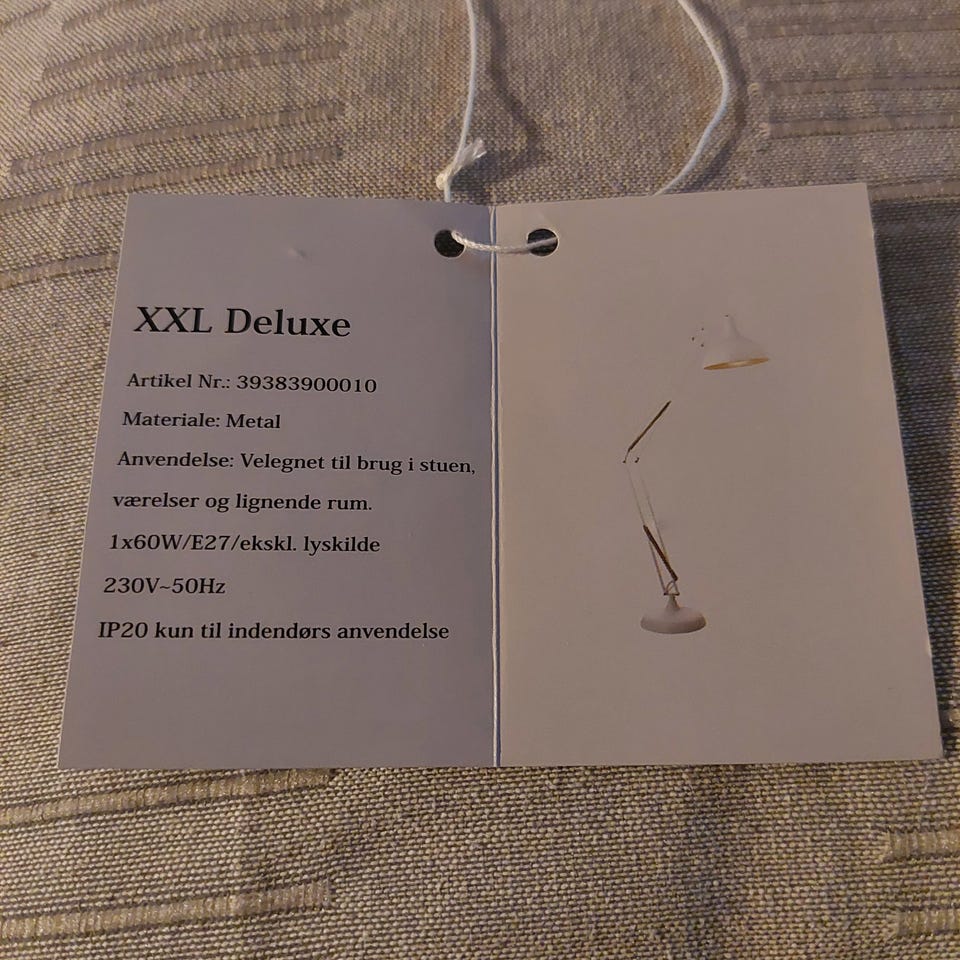 XXL Deluxe
Artikel Nr.: 39383900010
Materiale: Metal
Anvendelse: Velegnet til brug i stuen,
værelser og lignende rum.
1x60W/E27/ekskl. lyskilde
230V~50Hz
IP20 kun til indendørs anvendelse